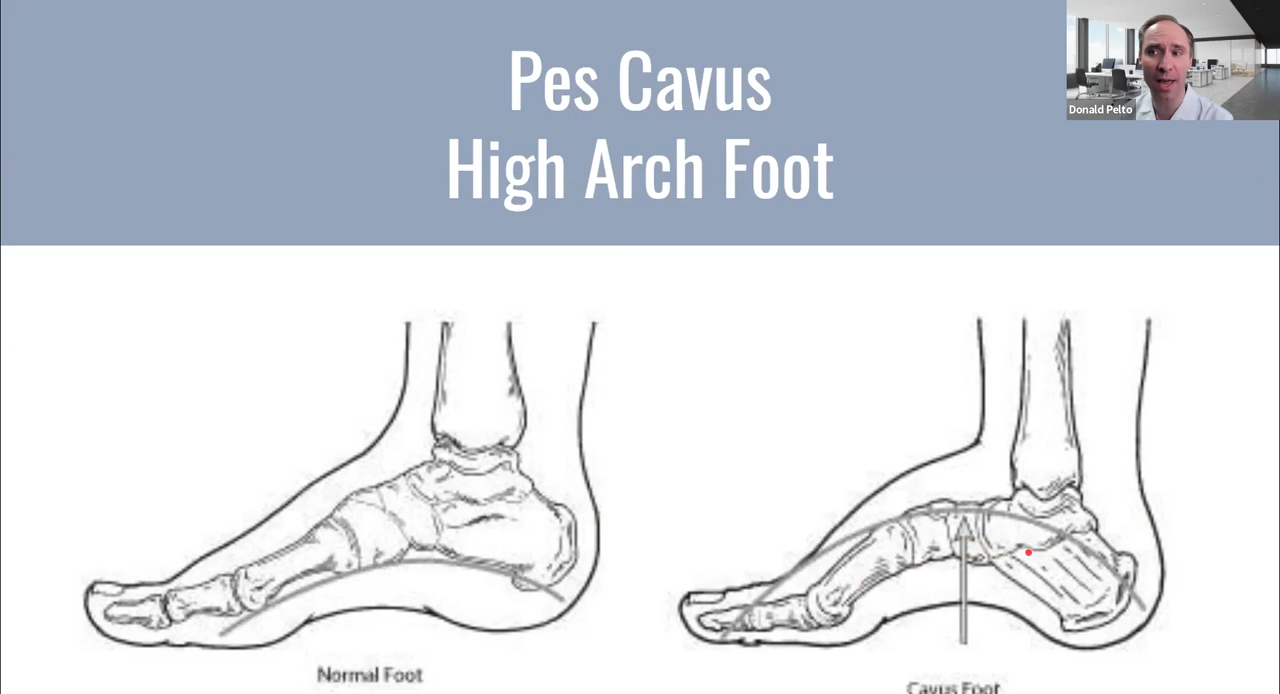 Pes Cavus
High Arch Foot
Donald Pelto
Normal Foot
Cavus Foot